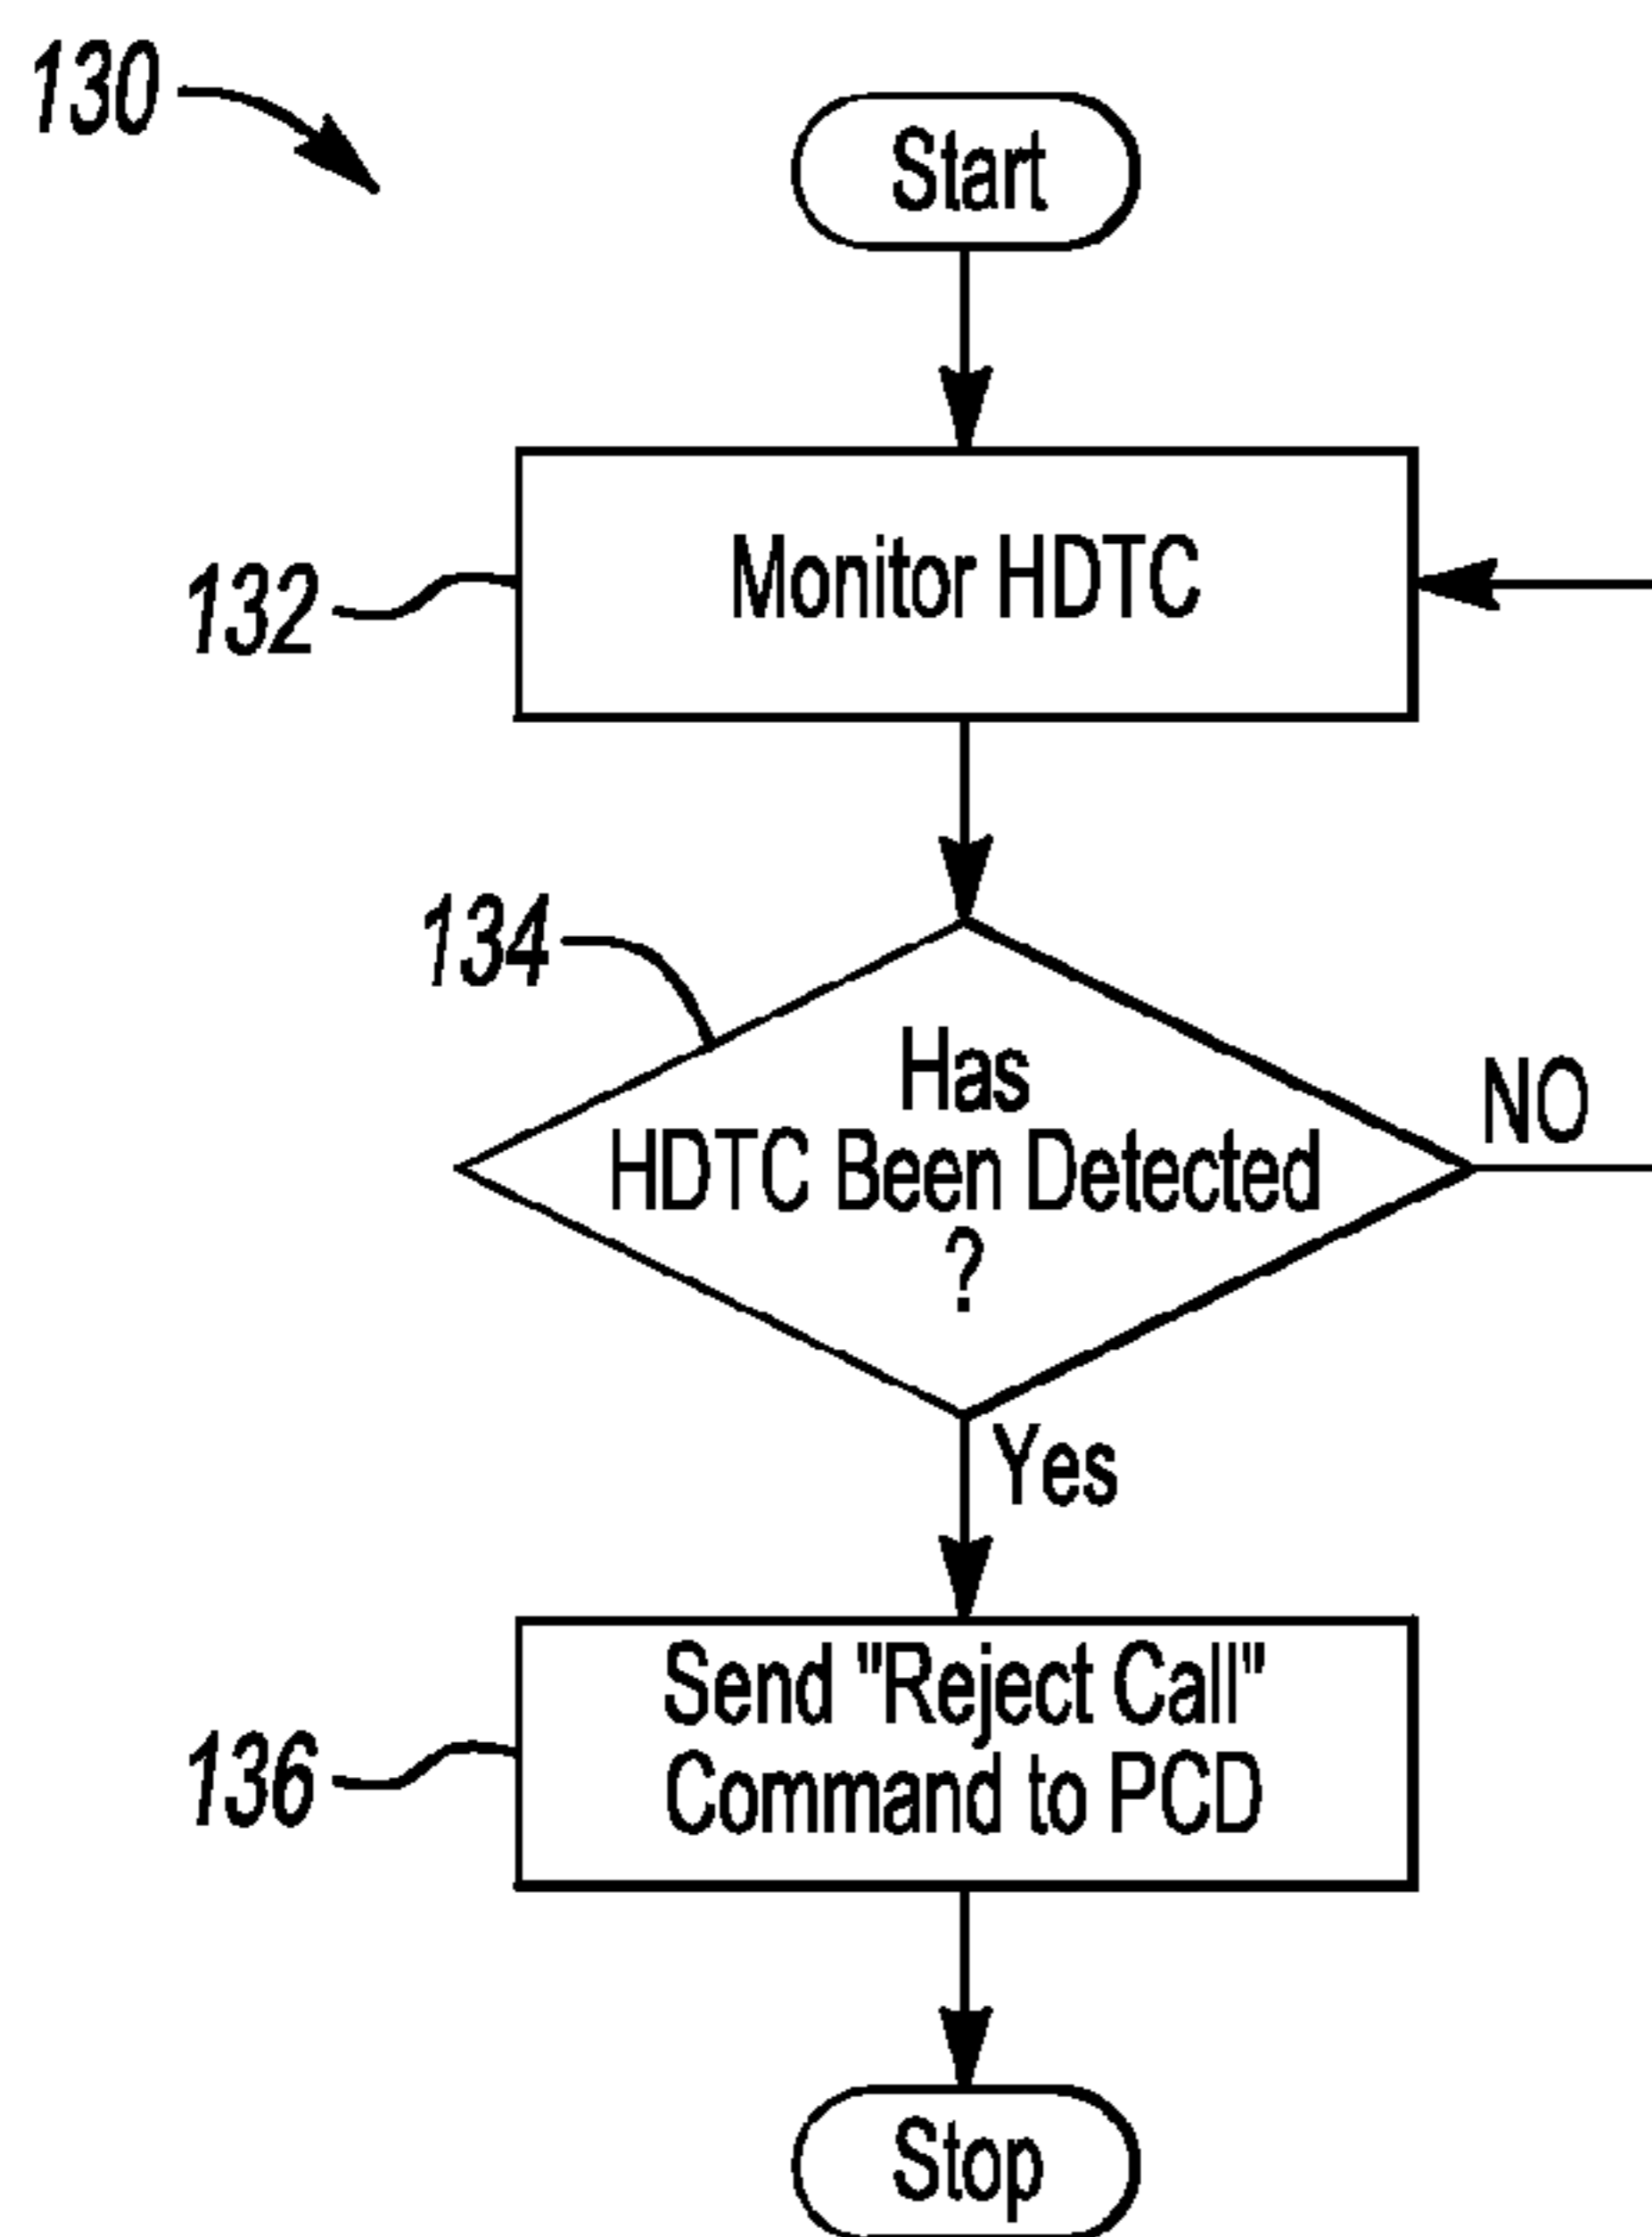 130
Start
Monitor HDTC
132
134
Has
HDTC Been Detected
?
NO
Yes
Send "Reject Call"
Command to PCD
136
Stop